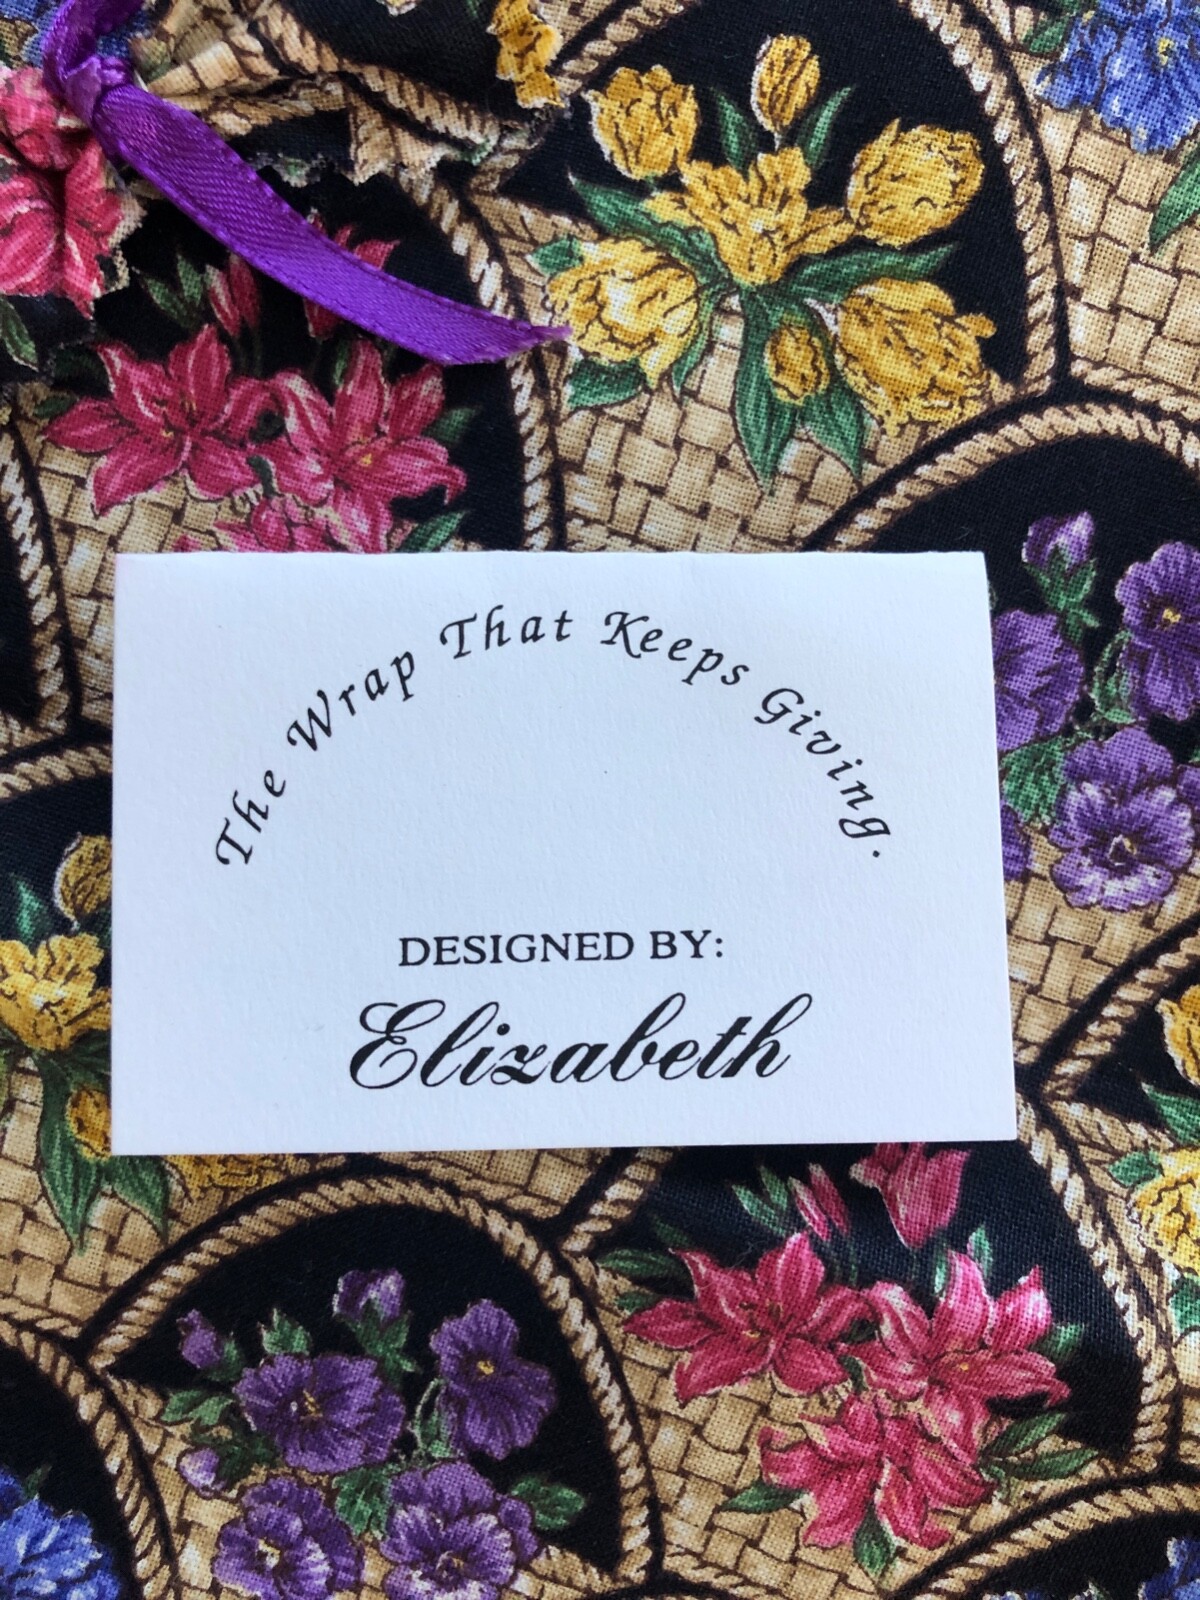 The Wrap That Keeps Giving.
DESIGNED BY:
Elizabeth